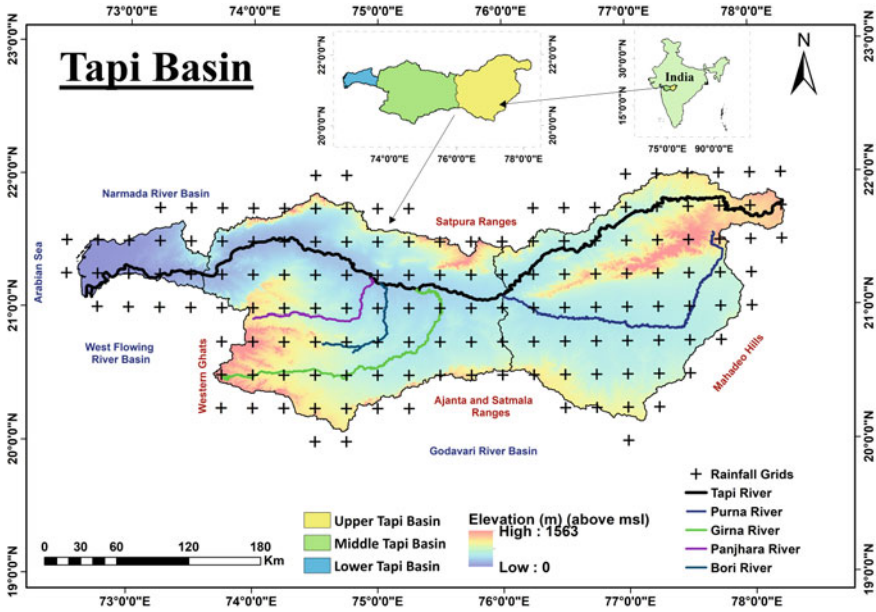 73°0'0"E 74°0'0"E 75°0'0"E 76°0'0"E 77°0'0"E 78°0'0"E
23°0'0"N
23°0'0"N
Tapi Basin
22°0'0"N
20°0'0"N
22°0'0"N
20°0'0"N
74°0'0"E 76°0'0"E 78°0'0"E
India
30°0'0"N
15°0'0"N
75°0'0"E 90°0'0"E
N
22°0'0"N
22°0'0"N
Narmada River Basin
Satpura Ranges
Arabian Sea
21°0'0"N
21°0'0"N
West Flowing
River Basin
Western Ghats
Mahadeo Hills
Ajanta and Satmala
Ranges
20°0'0"N
20°0'0"N
Godavari River Basin
Rainfall Grids
Tapi River
Purna River
Girna River
Panjhara River
Bori River
Upper Tapi Basin
Middle Tapi Basin
Lower Tapi Basin
Elevation (m) (above msl)
High : 1563
Low : 0
0 30 60 120 180
Km
19°0'0"N
19°0'0"N
73°0'0"E 74°0'0"E 75°0'0"E 76°0'0"E 77°0'0"E 78°0'0"E